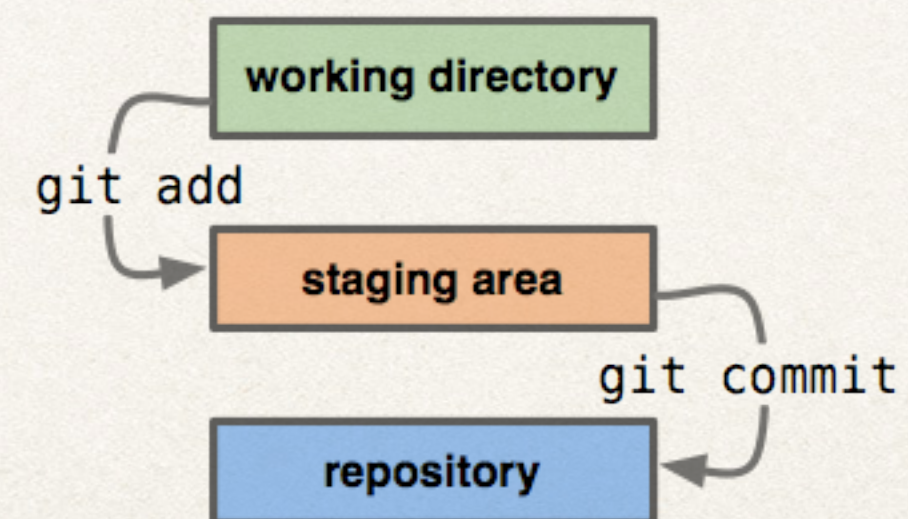 working directory
git add
staging area
git commit
repository